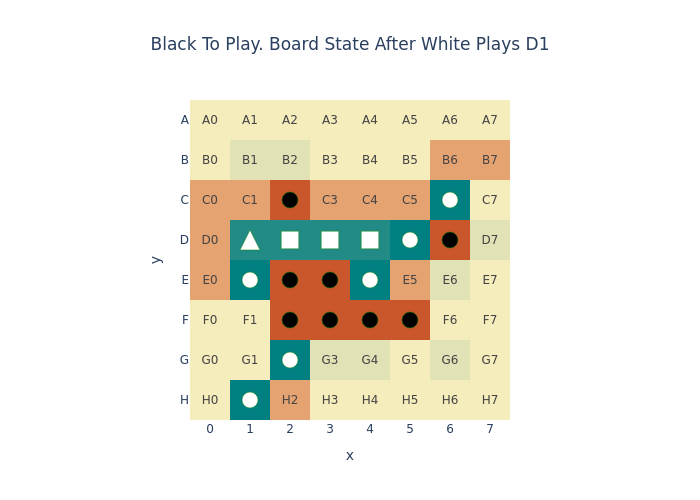 Black To Play. Board State After White Plays D1
A A0 A1 A2 A3 A4 A5 A6 A7
B B0 B1 B2 B3 B4 B5 B6 B7
C C0 C1 C3 C4 C5 C7
D D0 D7
E E0 E5 E6 E7
F F0 F1 F6 F7
G G0 G1 G3 G4 G5 G6 G7
H H0 H2 H3 H4 H5 H6 H7
0 1 2 3 4 5 6 7
x
y